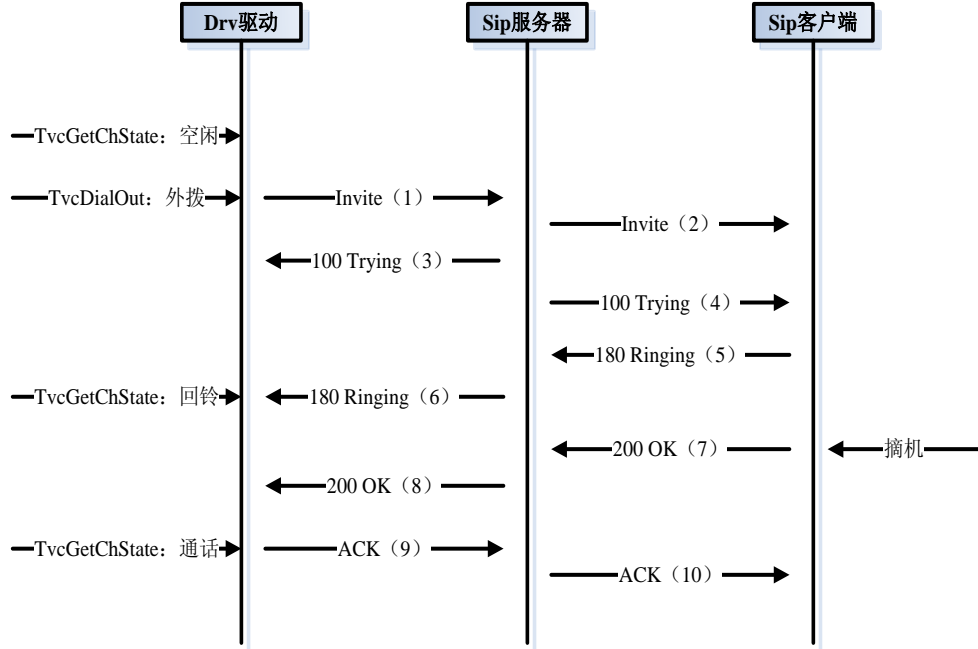 Drv驱动
Sip服务器
Sip客户端
TvcGetChState：空闲
TvcDialOut：外拨
Invite（1）
Invite（2）
100 Trying（3）
100 Trying（4）
180 Ringing（5）
TvcGetChState：回铃
180 Ringing（6）
200 OK（7）
摘机
200 OK（8）
TvcGetChState：通话
ACK（9）
ACK（10）